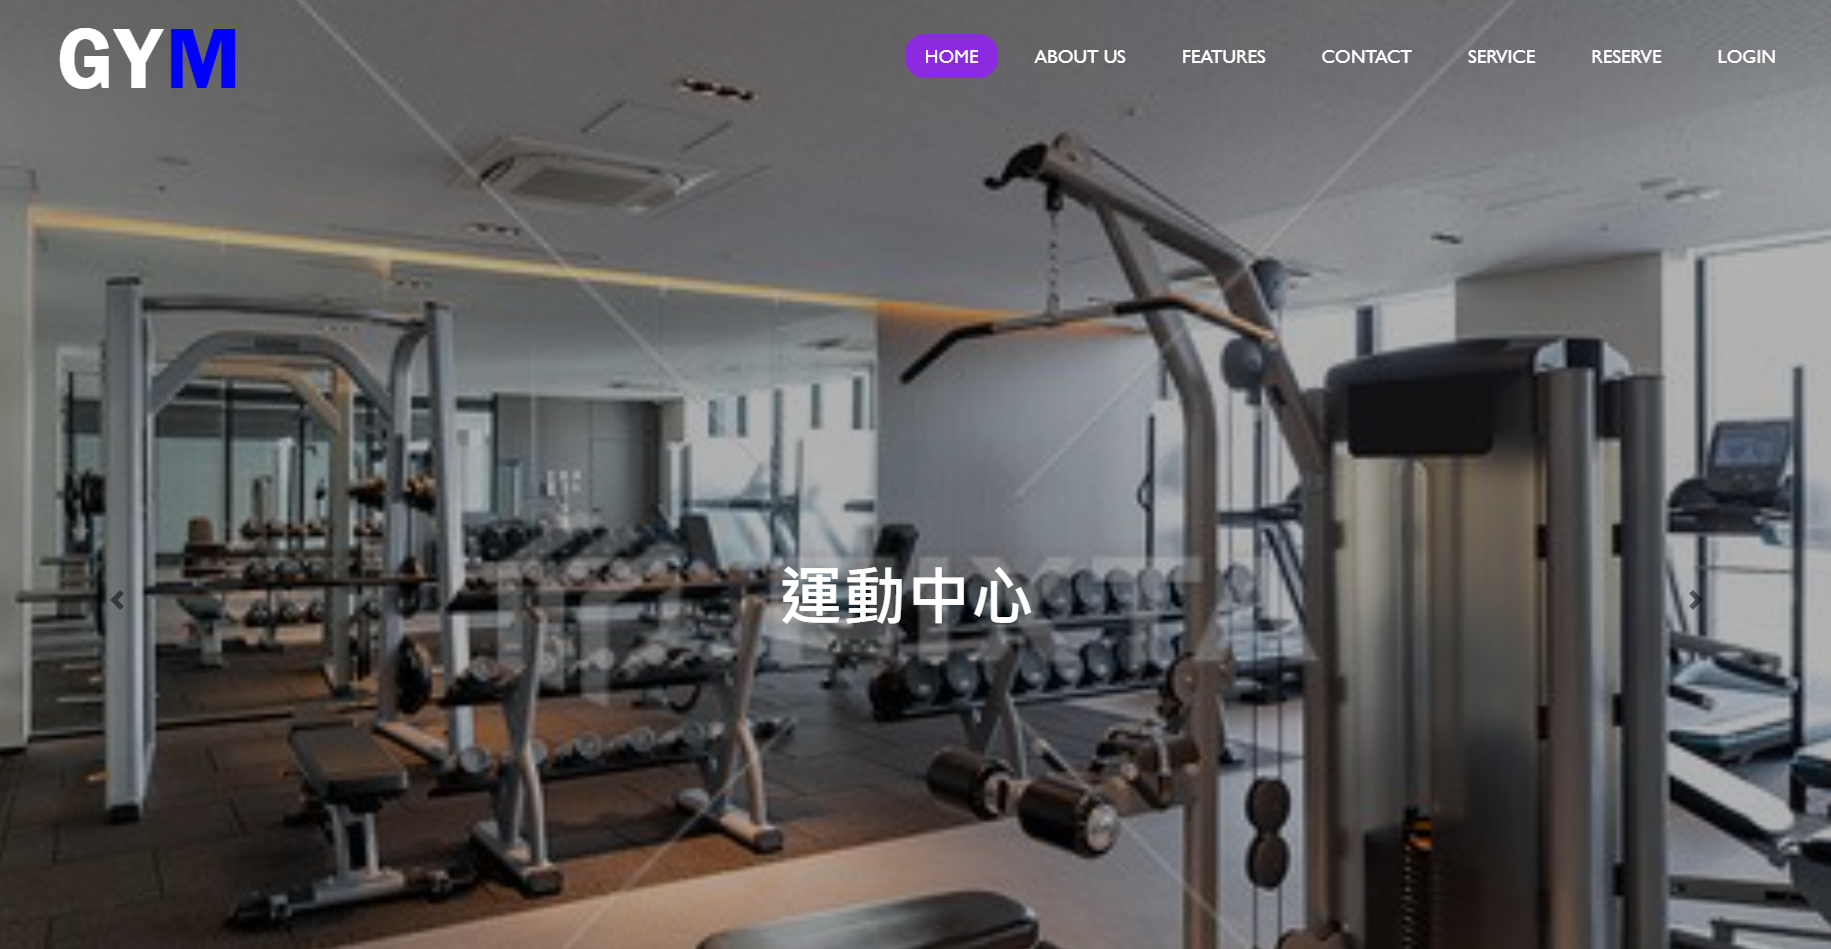 GYM
HOME
ABOUT US
FEATURES
CONTACT
SERVICE
RESERVE
LOGIN
運動中心